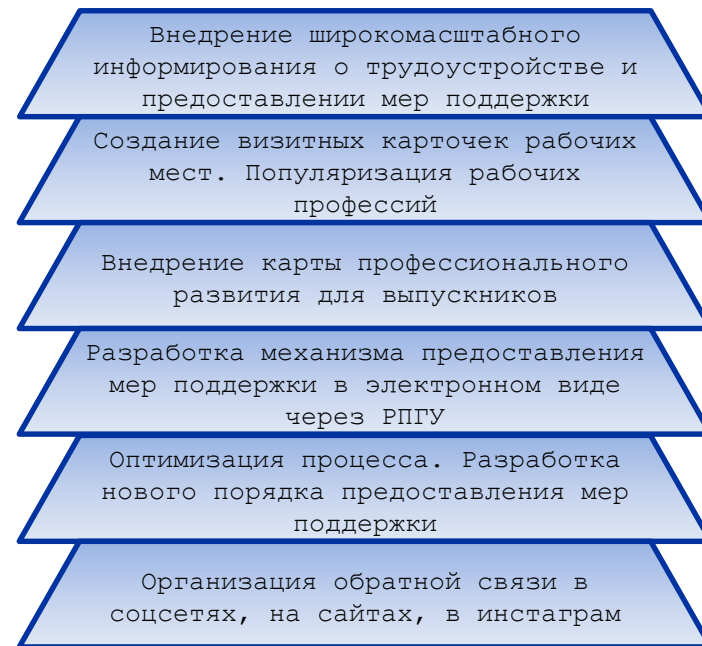 Внедрение широкомасштабного
информирования о трудоустройстве и
предоставлении мер поддержки
Создание визитных карточек рабочих
мест. Популяризация рабочих
профессий
Внедрение карты профессионального
развития для выпускников
Разработка механизма предоставления
мер поддержки в электронном виде
через РПГУ
Оптимизация процесса. Разработка
нового порядка предоставления мер
поддержки
Организация обратной связи в
соцсетях, на сайтах, в инстаграм